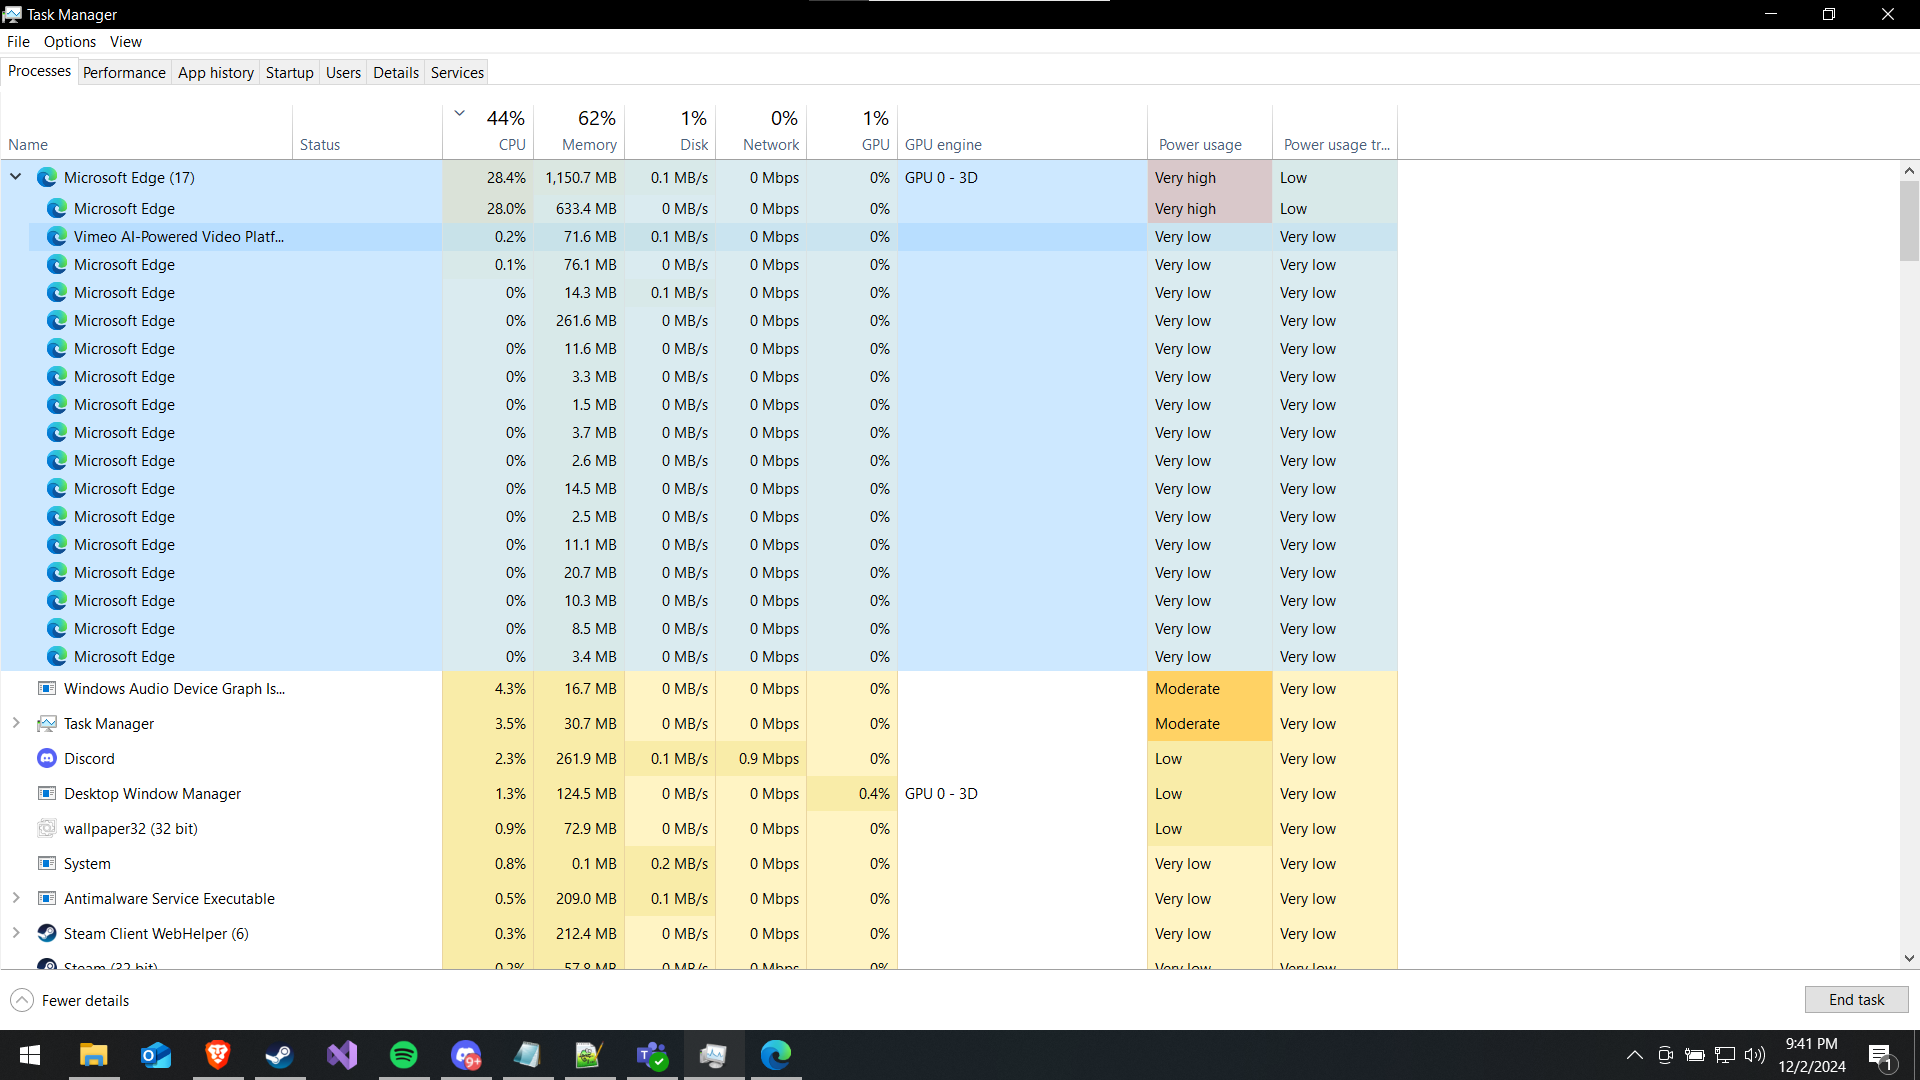 Task Manager
File Options View
Processes Performance App history Startup Users Details Services
44% 62% 1% 0% 1%
Name Status CPU Memory Disk Network GPU GPU engine Power usage Power usage tr...
Microsoft Edge (17) 28.4% 1,150.7 MB 0.1 MB/s 0 Mbps 0% GPU 0 - 3D Very high Low
Microsoft Edge 28.0% 633.4 MB 0 MB/s 0 Mbps 0% Very high Low
Vimeo AI-Powered Video Platf... 0.2% 71.6 MB 0.1 MB/s 0 Mbps 0% Very low Very low
Microsoft Edge 0.1% 76.1 MB 0 MB/s 0 Mbps 0% Very low Very low
Microsoft Edge 0% 14.3 MB 0.1 MB/s 0 Mbps 0% Very low Very low
Microsoft Edge 0% 261.6 MB 0 MB/s 0 Mbps 0% Very low Very low
Microsoft Edge 0% 11.6 MB 0 MB/s 0 Mbps 0% Very low Very low
Microsoft Edge 0% 3.3 MB 0 MB/s 0 Mbps 0% Very low Very low
Microsoft Edge 0% 1.5 MB 0 MB/s 0 Mbps 0% Very low Very low
Microsoft Edge 0% 3.7 MB 0 MB/s 0 Mbps 0% Very low Very low
Microsoft Edge 0% 2.6 MB 0 MB/s 0 Mbps 0% Very low Very low
Microsoft Edge 0% 14.5 MB 0 MB/s 0 Mbps 0% Very low Very low
Microsoft Edge 0% 2.5 MB 0 MB/s 0 Mbps 0% Very low Very low
Microsoft Edge 0% 11.1 MB 0 MB/s 0 Mbps 0% Very low Very low
Microsoft Edge 0% 20.7 MB 0 MB/s 0 Mbps 0% Very low Very low
Microsoft Edge 0% 10.3 MB 0 MB/s 0 Mbps 0% Very low Very low
Microsoft Edge 0% 8.5 MB 0 MB/s 0 Mbps 0% Very low Very low
Microsoft Edge 0% 3.4 MB 0 MB/s 0 Mbps 0% Very low Very low
Windows Audio Device Graph Is... 4.3% 16.7 MB 0 MB/s 0 Mbps 0% Moderate Very low
Task Manager 3.5% 30.7 MB 0 MB/s 0 Mbps 0% Moderate Very low
Discord 2.3% 261.9 MB 0.1 MB/s 0.9 Mbps 0% Low Very low
Desktop Window Manager 1.3% 124.5 MB 0 MB/s 0 Mbps 0.4% GPU 0 - 3D Low Very low
wallpaper32 (32 bit) 0.9% 72.9 MB 0 MB/s 0 Mbps 0% Low Very low
System 0.8% 0.1 MB 0.2 MB/s 0 Mbps 0% Very low Very low
Antimalware Service Executable 0.5% 209.0 MB 0.1 MB/s 0 Mbps 0% Very low Very low
Steam Client WebHelper (6) 0.3% 212.4 MB 0 MB/s 0 Mbps 0% Very low Very low
Steam (32 bit) 0.2% 57.8 MB 0 MB/s 0 Mbps 0% Very low Very low
Fewer details End task
9+
9:41 PM
12/2/2024
1